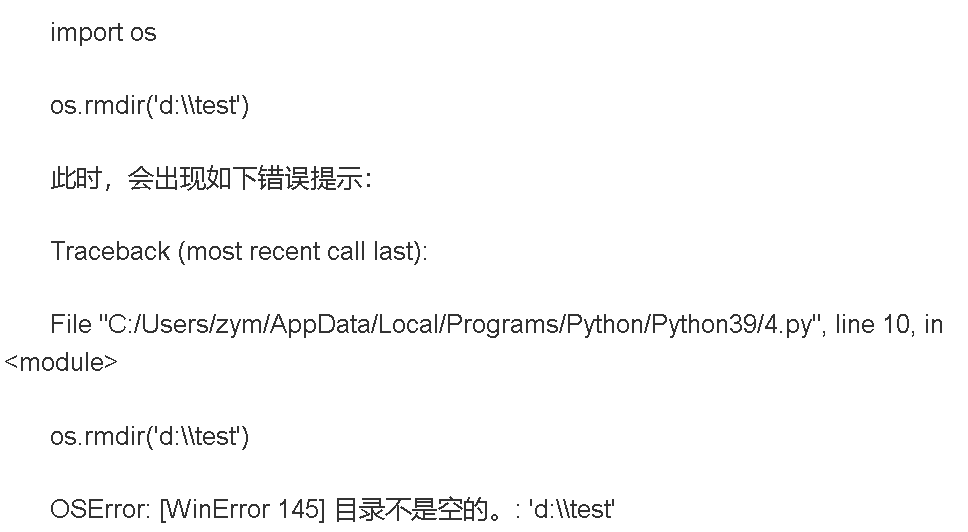 import os
os.rmdir('d:\\test')
此时，会出现如下错误提示：
Traceback (most recent call last):
File "C:/Users/zym/AppData/Local/Programs/Python/Python39/4.py", line 10, in
<module>
os.rmdir('d:\\test')
OSError: [WinError 145] 目录不是空的。: 'd:\\test'